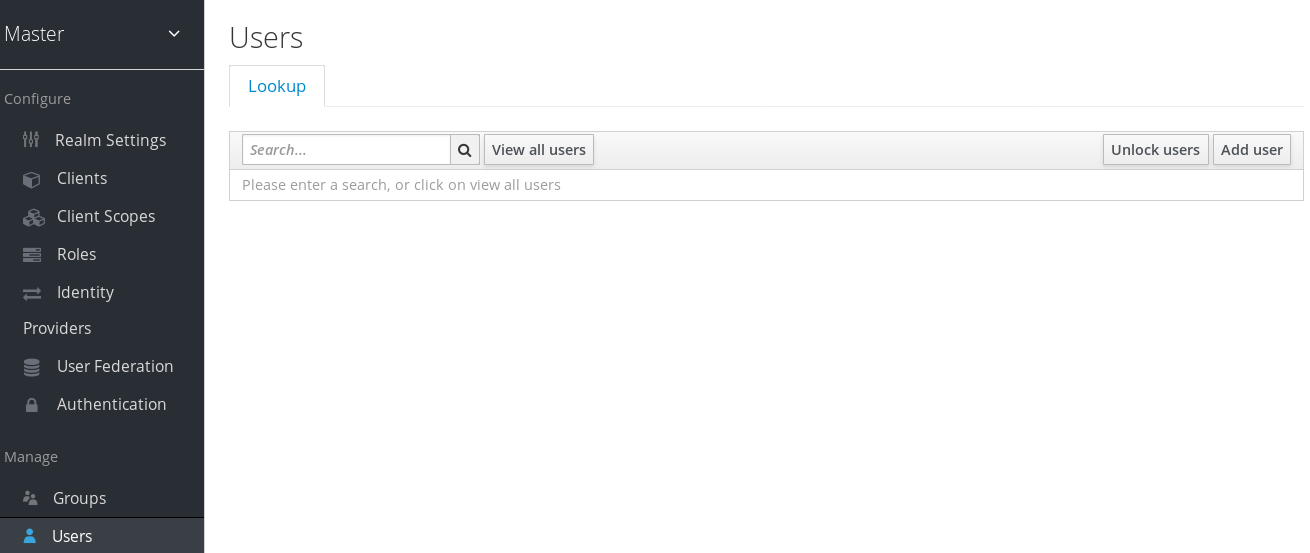 Master
Configure
Realm Settings
Clients
Client Scopes
Roles
Identity
Providers
User Federation
Authentication
Manage
Groups
Users
Users
Lookup
Search...
View all users
Unlock users
Add user
Please enter a search, or click on view all users